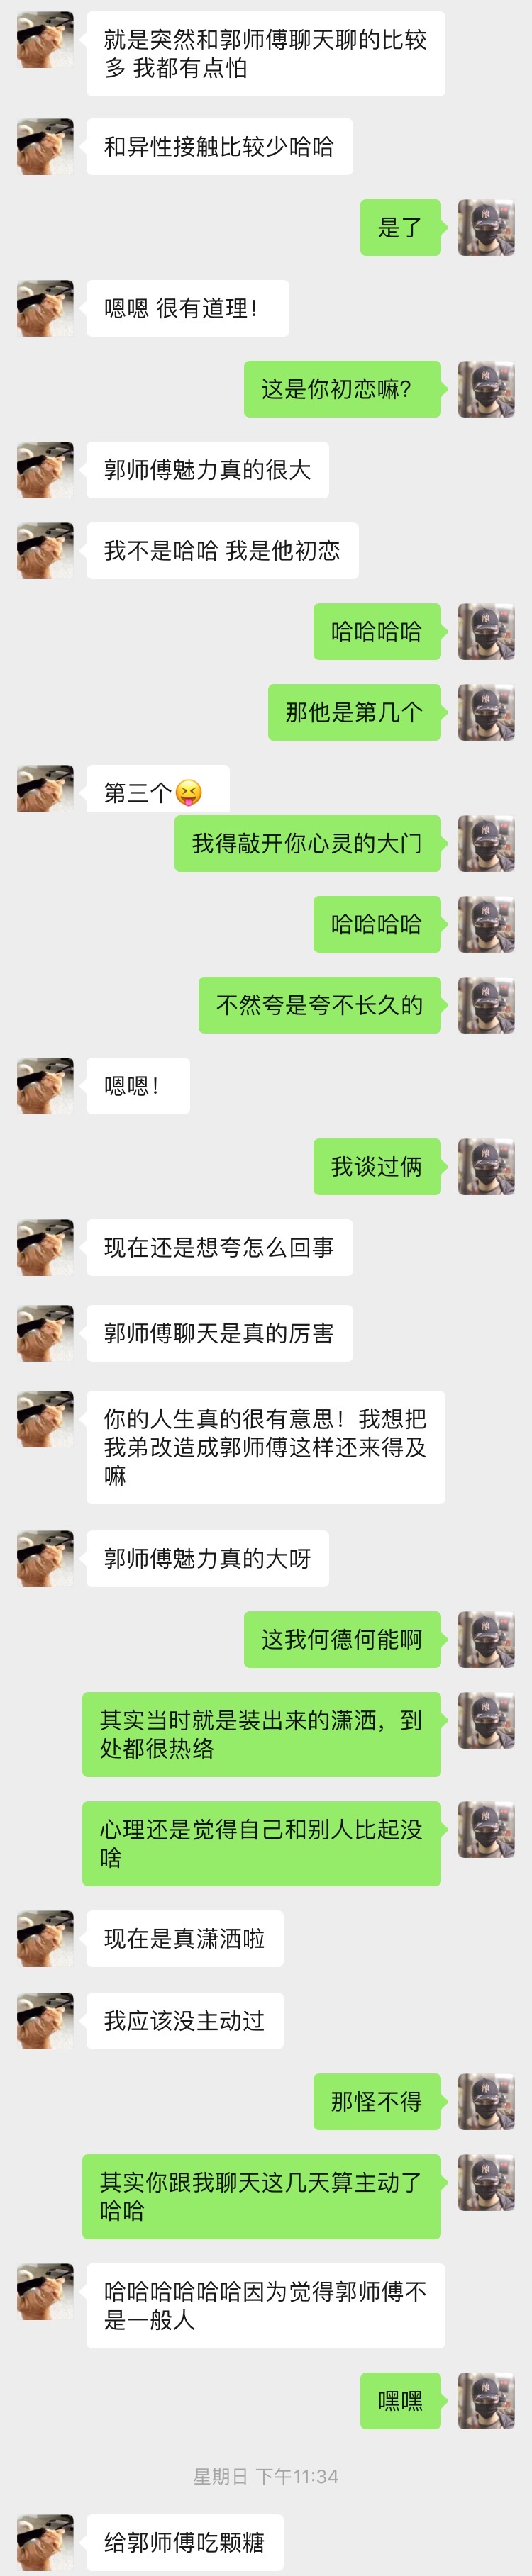 就是突然和郭师傅聊天聊的比较
多 我都有点怕
和异性接触比较少哈哈
是了
嗯嗯 很有道理！
这是你初恋嘛？
郭师傅魅力真的很大
我不是哈哈 我是他初恋
哈哈哈哈
那他是第几个
第三个😝
我得敲开你心灵的大门
哈哈哈哈
不然夸是夸不长久的
嗯嗯！
我谈过俩
现在还是想夸怎么回事
郭师傅聊天是真的厉害
你的人生真的很有意思！我想把
我弟改造成郭师傅这样还来得及
嘛
郭师傅魅力真的大呀
这我何德何能啊
其实当时就是装出来的潇洒，到
处都很热络
心理还是觉得自己和别人比起没
啥
现在是真潇洒啦
我应该没主动过
那怪不得
其实你跟我聊天这几天算主动了
哈哈
哈哈哈哈哈哈因为觉得郭师傅不
是一般人
嘿嘿
星期日 下午11:34
给郭师傅吃颗糖